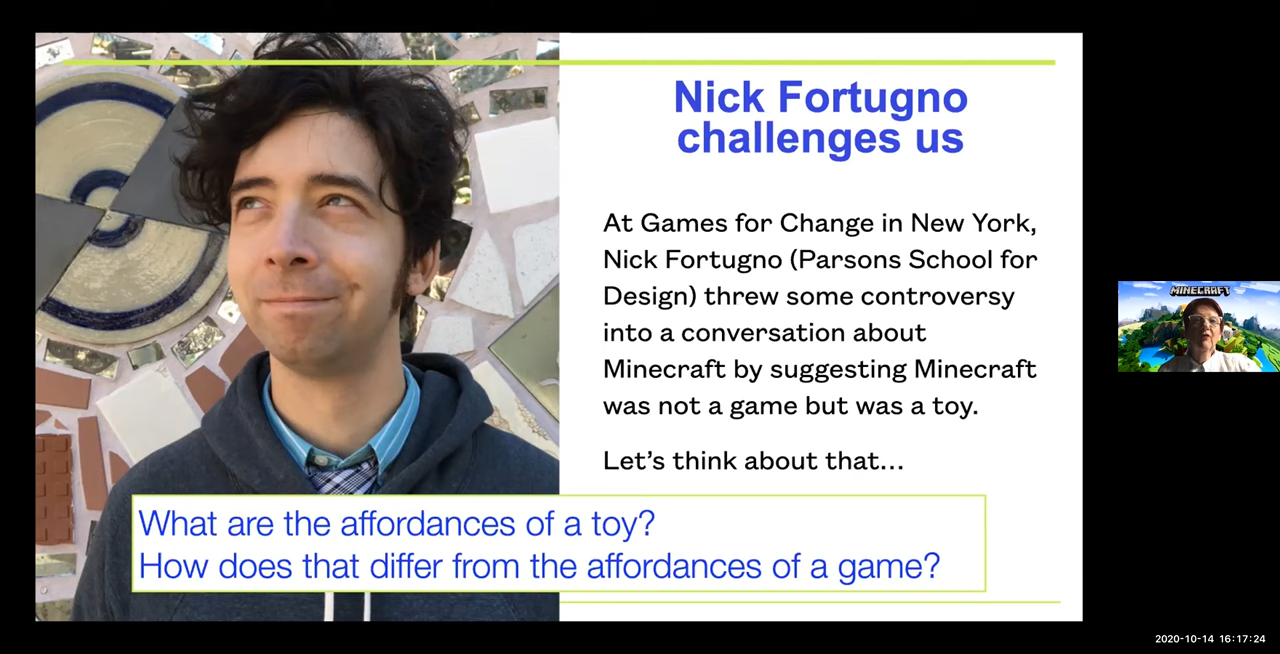 Nick Fortugno
challenges us
At Games for Change in New York,
Nick Fortugno (Parsons School for
Design) threw some controversy
into a conversation about
Minecraft by suggesting Minecraft
was not a game but was a toy.
Let’s think about that…
What are the affordances of a toy?
How does that differ from the affordances of a game?
MINECRAFT
2020-10-14 16:17:24